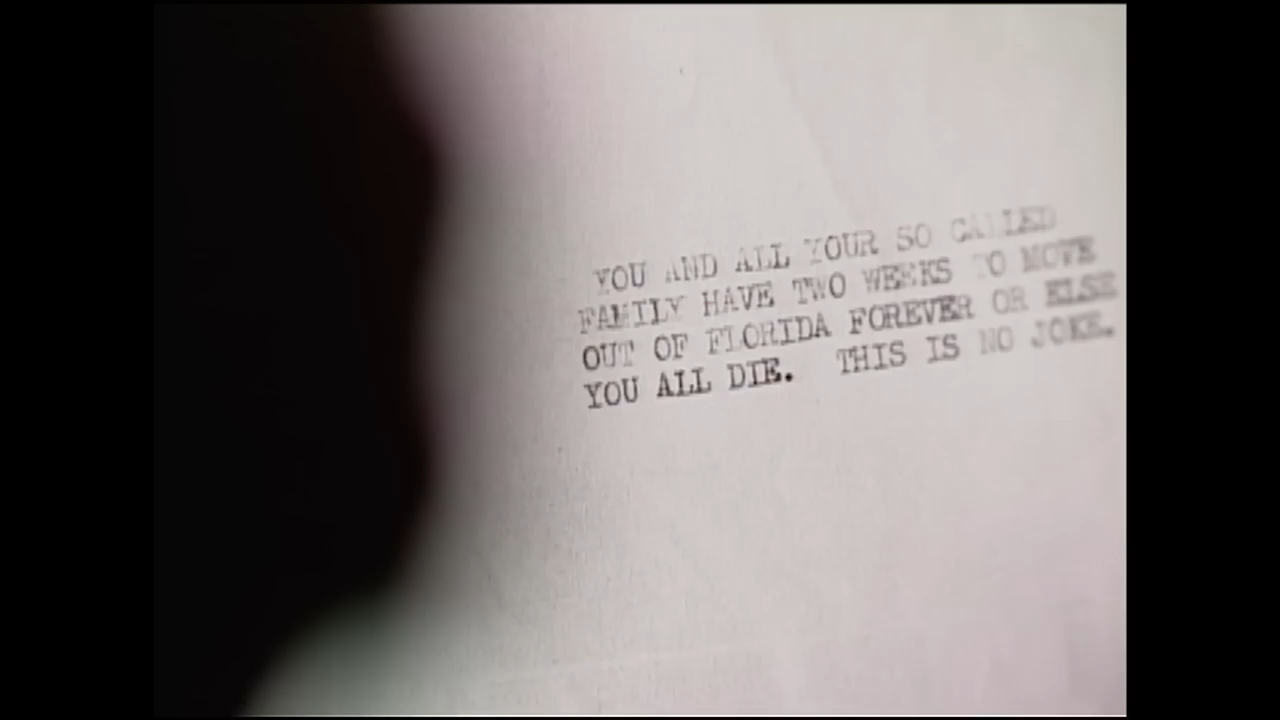 YOU AND ALL YOUR SO CALLED
FAMILY HAVE TWO WEEKS TO MOVE
OUT OF FLORIDA FOREVER OR ELSE
YOU ALL DIE. THIS IS NO JOKE.